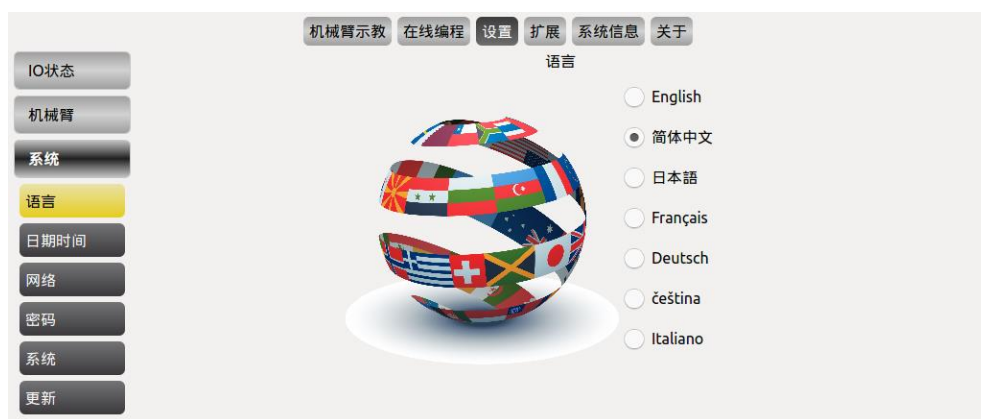 机械臂示教 在线编程 设置 扩展 系统信息 关于
语言
IO状态
机械臂
系统
语言
日期时间
网络
密码
系统
更新
English
简体中文
日本語
Français
Deutsch
čeština
Italiano